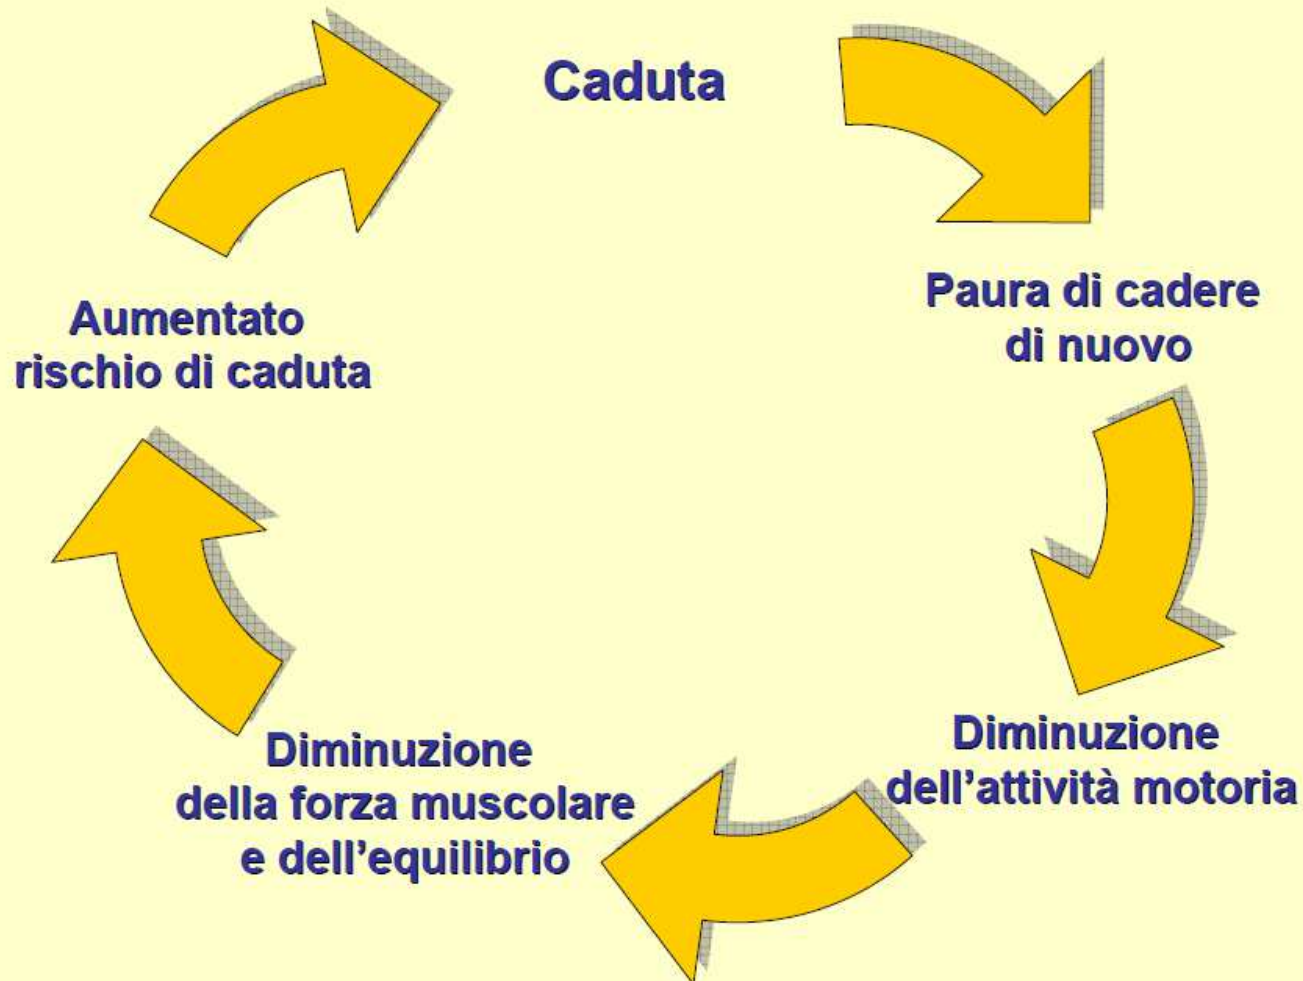 Caduta
Paura di cadere
di nuovo
Diminuzione
dell'attività motoria
Diminuzione
della forza muscolare
e dell'equilibrio
Aumentato
rischio di caduta